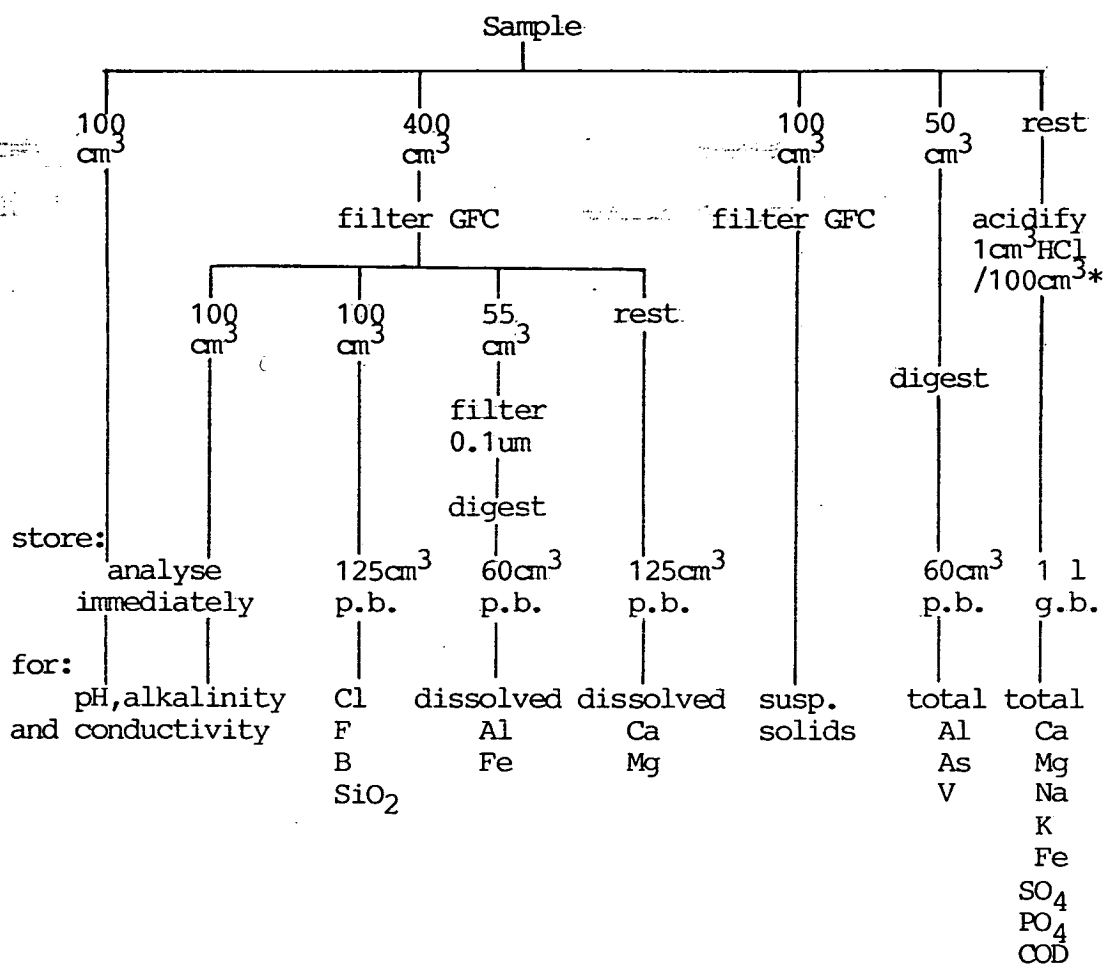 Sample
100 400 100 50 rest
cm³ cm³ cm³ cm³
filter GFC filter GFC acidify
1cm³HCl
/100cm³*
100 100 55 rest
cm³ cm³ cm³
digest
filter
0.1um
digest
store:
analyse 125cm³ 60cm³ 125cm³ 60cm³ 1 l
immediately p.b. p.b. p.b. p.b. g.b.
for:
pH,alkalinity Cl dissolved dissolved susp. total total
and conductivity F Al Ca solids Al Ca
B Fe Mg As Mg
SiO₂ V Na
K
Fe
SO₄
PO₄
COD